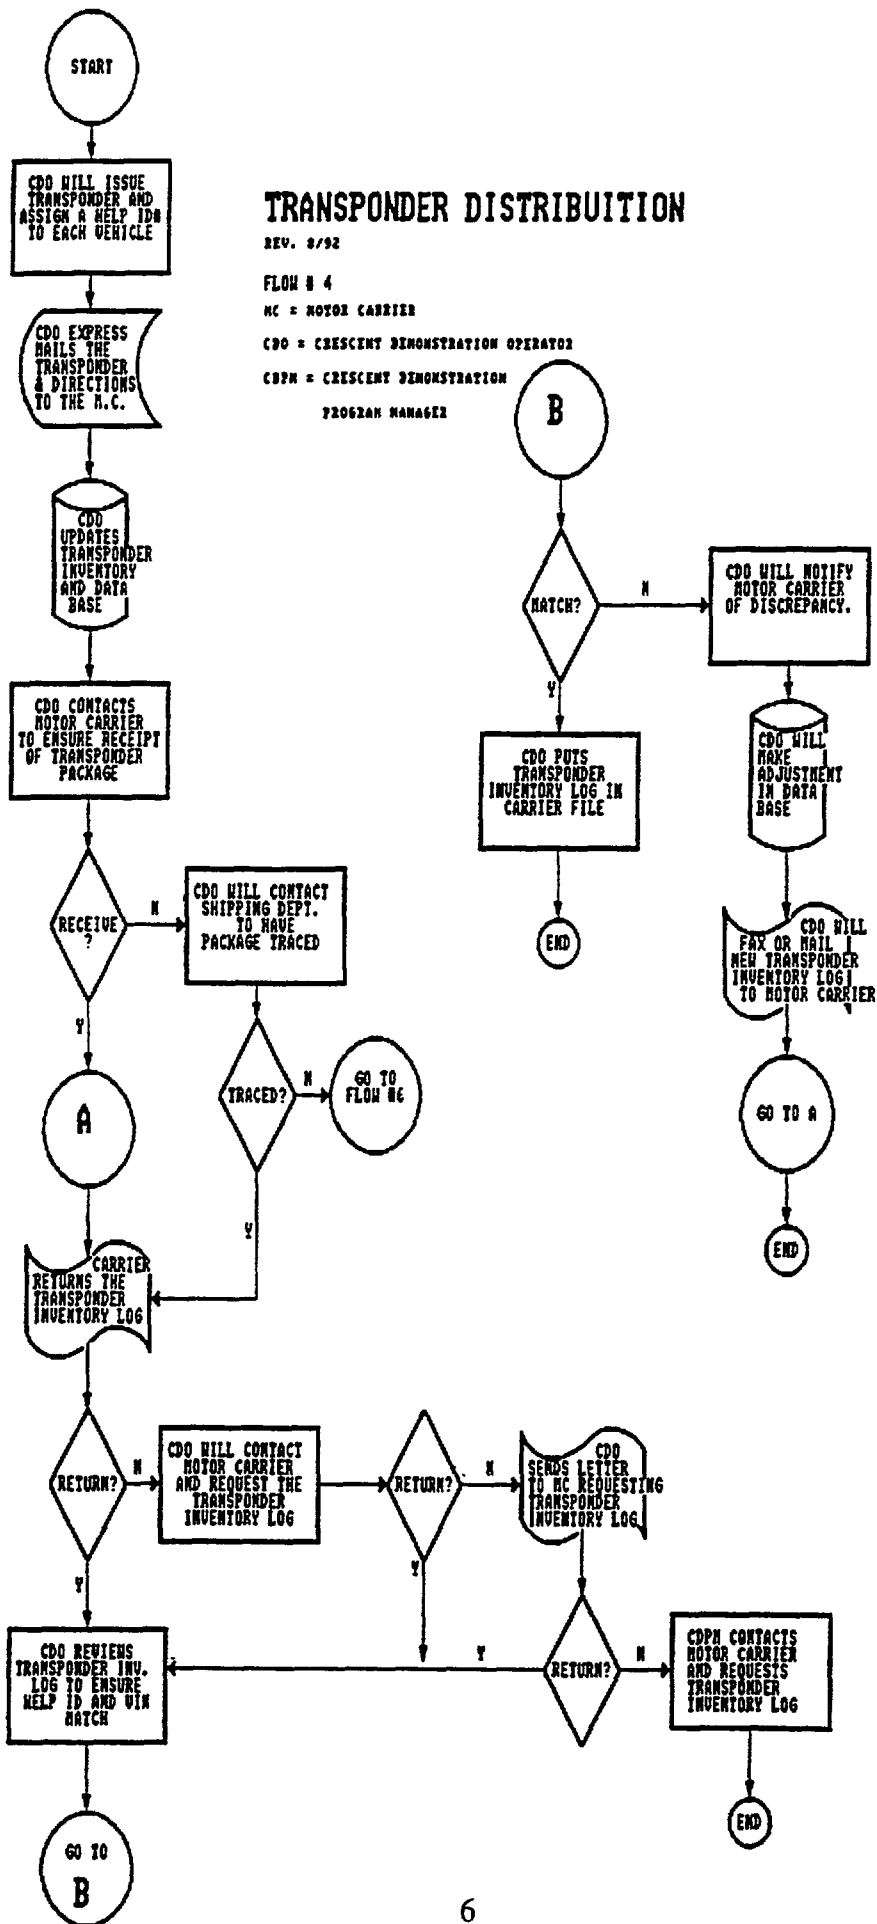 START
CDO WILL ISSUE
TRANSPONDER AND
ASSIGN A HELP ID#
TO EACH VEHICLE
TRANSPONDER DISTRIBUITION
REV. 8/92
FLOW # 4
MC = MOTOR CARRIER
CDO = CRESCENT DEMONSTRATION OPERATOR
CDPM = CRESCENT DEMONSTRATION
PROGRAM MANAGER
CDO EXPRESS
MAILS THE
TRANSPONDER
& DIRECTIONS
TO THE M.C.
CDO
UPDATES
TRANSPONDER
INVENTORY
AND DATA
BASE
CDO CONTACTS
MOTOR CARRIER
TO ENSURE RECEIPT
OF TRANSPONDER
PACKAGE
RECEIVE
?
N
Y
CDO WILL CONTACT
SHIPPING DEPT.
TO HAVE
PACKAGE TRACED
TRACED?
N
Y
GO TO
FLOW #6
A
CARRIER
RETURNS THE
TRANSPONDER
INVENTORY LOG
RETURN?
N
Y
CDO WILL CONTACT
MOTOR CARRIER
AND REQUEST THE
TRANSPONDER
INVENTORY LOG
RETURN?
N
Y
CDO
SENDS LETTER
TO MC REQUESTING
TRANSPONDER
INVENTORY LOG
RETURN?
Y
N
CDPM CONTACTS
MOTOR CARRIER
AND REQUESTS
TRANSPONDER
INVENTORY LOG
END
CDO REVIEWS
TRANSPONDER INV.
LOG TO ENSURE
HELP ID AND VIN
MATCH
GO TO
B
B
MATCH?
N
Y
CDO PUTS
TRANSPONDER
INVENTORY LOG IN
CARRIER FILE
END
CDO WILL NOTIFY
MOTOR CARRIER
OF DISCREPANCY.
CDO WILL
MAKE
ADJUSTMENT
IN DATA
BASE
CDO WILL
FAX OR MAIL
NEW TRANSPONDER
INVENTORY LOG
TO MOTOR CARRIER
GO TO A
END
6